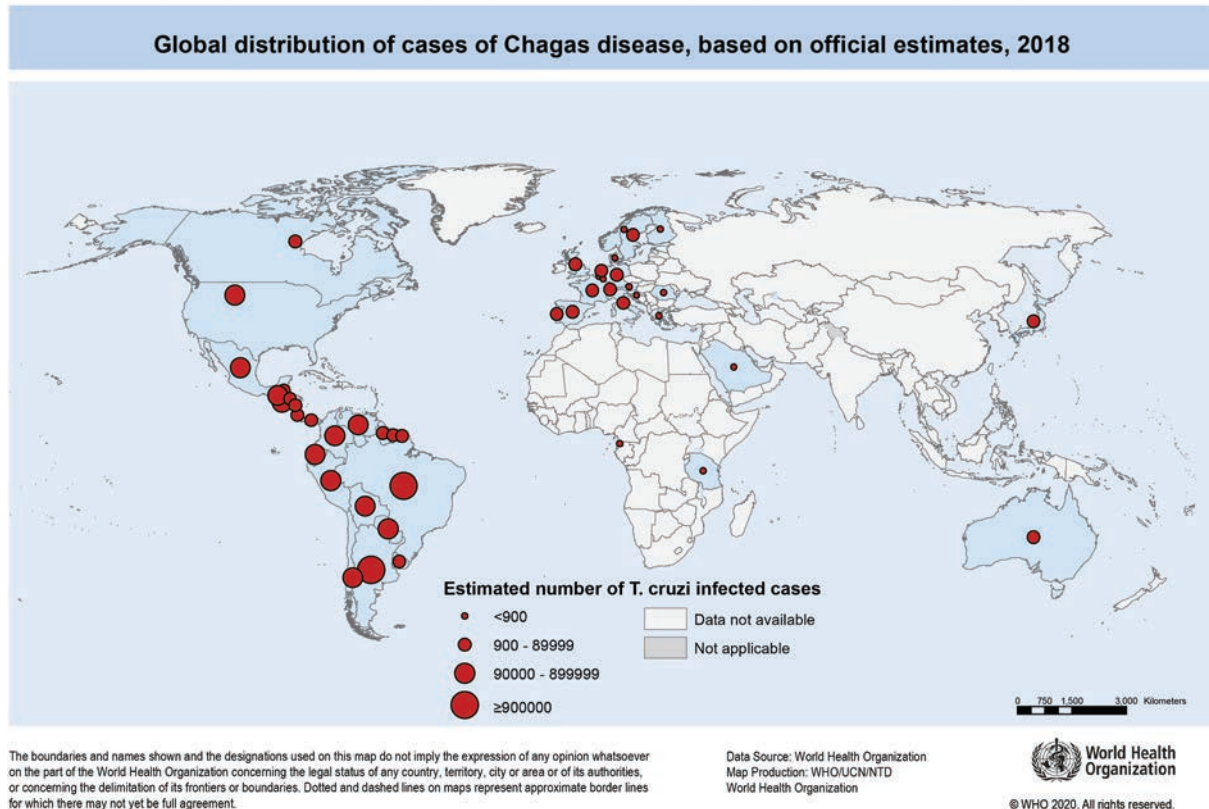 Global distribution of cases of Chagas disease, based on official estimates, 2018
Estimated number of T. cruzi infected cases
<900
900 - 89999
90000 - 899999
≥900000
Data not available
Not applicable
0 750 1,500 3,000 Kilometers
The boundaries and names shown and the designations used on this map do not imply the expression of any opinion whatsoever
on the part of the World Health Organization concerning the legal status of any country, territory, city or area or of its authorities,
or concerning the delimitation of its frontiers or boundaries. Dotted and dashed lines on maps represent approximate border lines
for which there may not yet be full agreement.
Data Source: World Health Organization
Map Production: WHO/UCN/NTD
World Health Organization
World Health
Organization
© WHO 2020. All rights reserved.